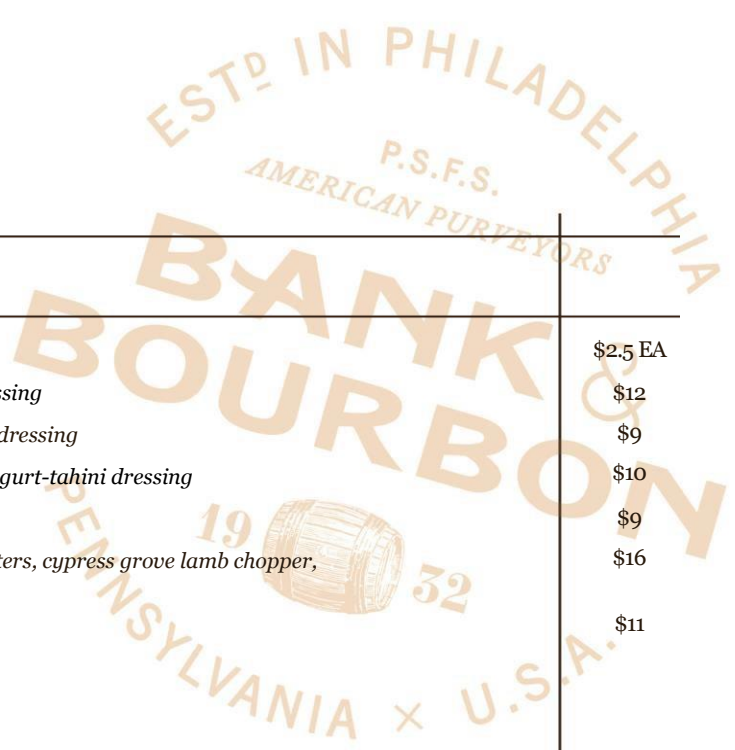 ESTD IN PHILADELPHIA
P.S.F.S.
AMERICAN PURVEYORS
BANK &
BOURBON
$2.5 EA
ssing $12
dressing $9
gurt-tahini dressing $10
$9
ters, cypress grove lamb chopper, $16
$11
19 32
PENNSYLVANIA × U.S.A.